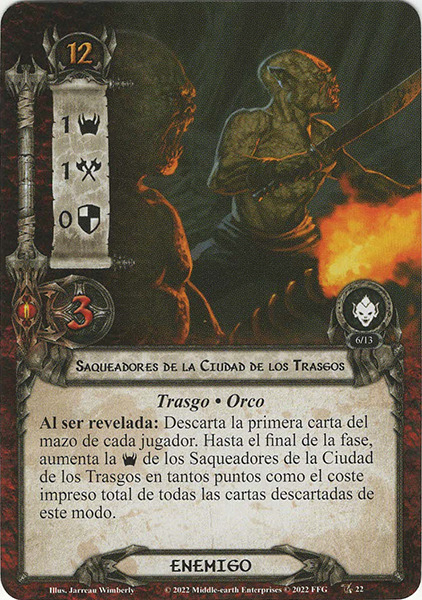 12
1
1
0
3
6/13
Saqueadores de la Ciudad de los Trasgos
Trasgo • Orco
Al ser revelada: Descarta la primera carta del
mazo de cada jugador. Hasta el final de la fase,
aumenta la de los Saqueadores de la Ciudad
de los Trasgos en tantos puntos como el coste
impreso total de todas las cartas descartadas de
este modo.
ENEMIGO
Illus. Jarreau Wimberly © 2022 Middle-earth Enterprises © 2022 FFG 22